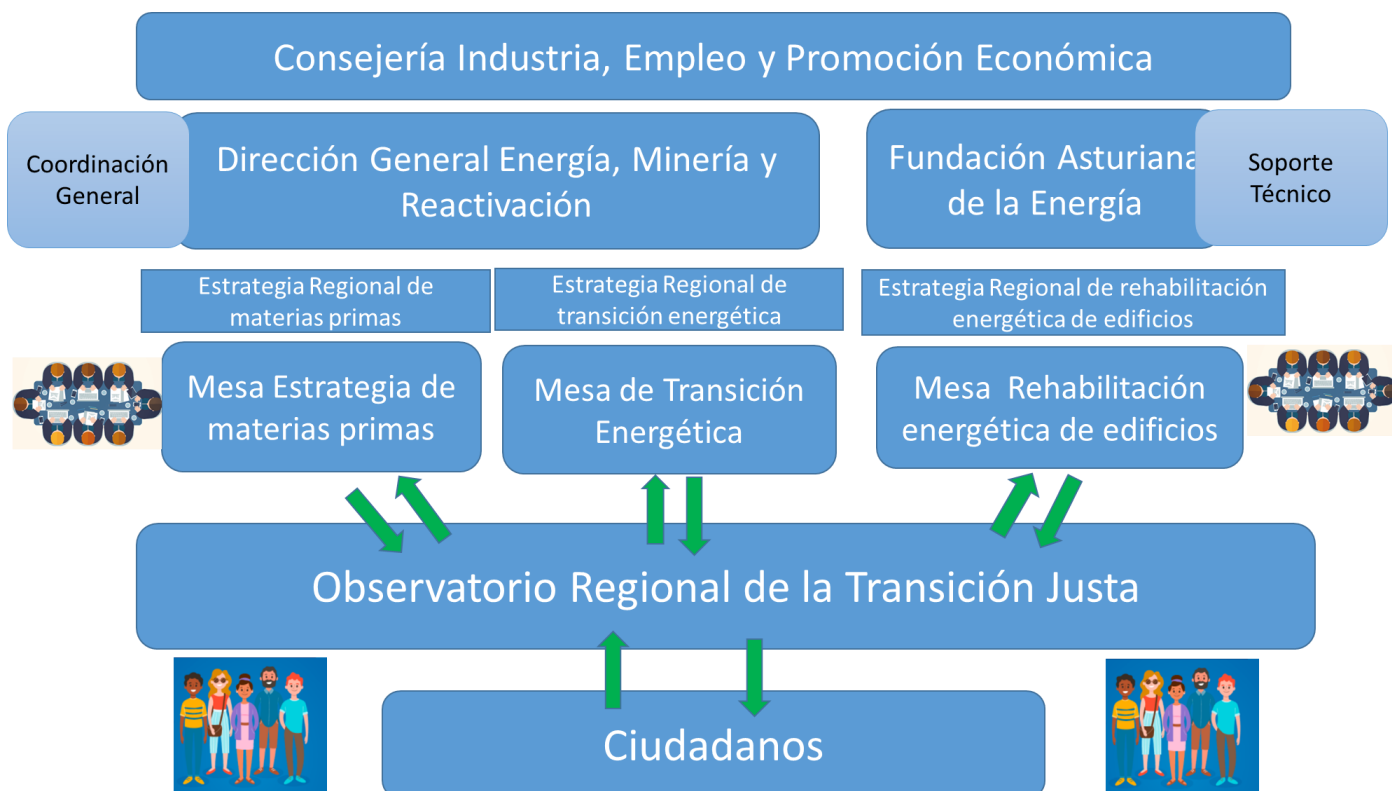 Consejería Industria, Empleo y Promoción Económica
Coordinación
General
Dirección General Energía, Minería y
Reactivación
Fundación Asturiana
de la Energía
Soporte
Técnico
Estrategia Regional de
materias primas
Estrategia Regional de
transición energética
Estrategia Regional de rehabilitación
energética de edificios
Mesa Estrategia de
materias primas
Mesa de Transición
Energética
Mesa Rehabilitación
energética de edificios
Observatorio Regional de la Transición Justa
Ciudadanos